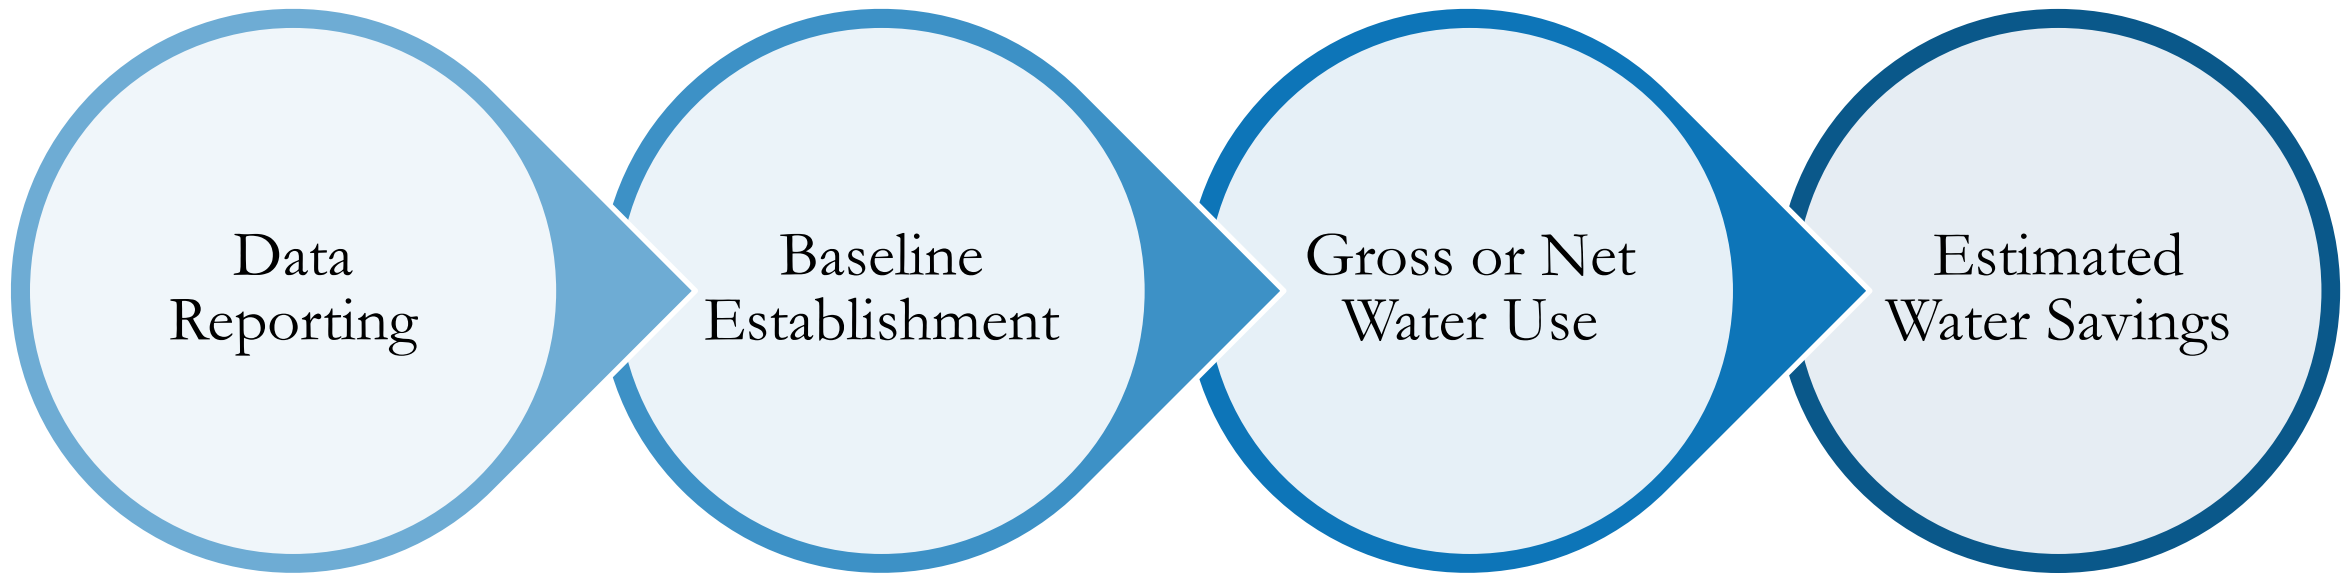 Data
Reporting
Baseline
Establishment
Gross or Net
Water Use
Estimated
Water Savings